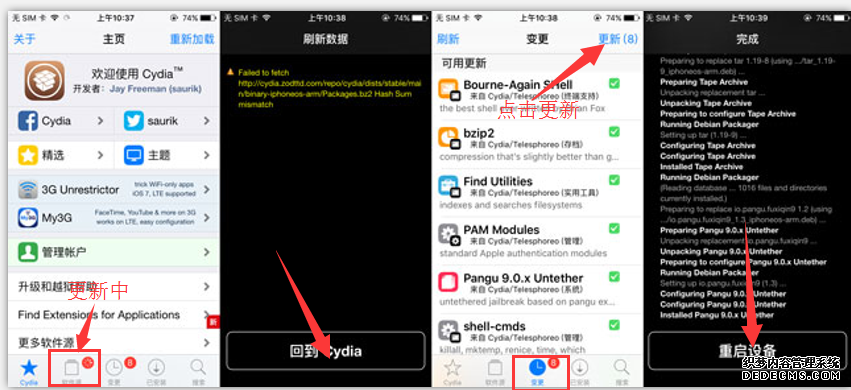 无 SIM 卡
上午10:37
74%
关于
主页
重新加载
欢迎使用 Cydia™
开发者：Jay Freeman (saurik)
Cydia
saurik
精选
主题
3G Unrestrictor
trick WiFi-only apps
iOS 7, LTE supported
My3G
FaceTime, YouTube & more on 3G
works on LTE, easy configuration
管理帐户
升级和越狱帮助
更新中
Find Extensions for Applications
新
更多软件源
Cydia
软件源
变更
8
已安装
搜索
无 SIM 卡
上午10:38
74%
刷新数据
Failed to fetch
http://cydia.zodttd.com/repo/cydia/dists/stable/mai
n/binary-iphoneos-arm/Packages.bz2 Hash Sum
mismatch
回到 Cydia
无 SIM 卡
上午10:38
74%
刷新
变更
更新 (8)
可用更新
Bourne-Again SHell
来自 Cydia/Telesphoreo (终端支持)
the best shell ever written by Brian Fox
点击更新
bzip2
来自 Cydia/Telesphoreo (存档)
compression that's slightly better than g...
Find Utilities
来自 Cydia/Telesphoreo (实用工具)
indexes and searches filesystems
PAM Modules
来自 Cydia/Telesphoreo (管理)
standard Apple authentication modules
Pangu 9.0.x Untether
来自 Cydia/Telesphoreo (系统)
untethered jailbreak based on pangu ex...
shell-cmds
来自 Cydia/Telesphoreo (管理)
killall, mktemp, renice, time, which
Cydia
软件源
变更
8
已安装
搜索
无 SIM 卡
上午10:39
74%
完成
Preparing to replace tar 1.19-8 (using .../tar_1.19-
9_iphoneos-arm.deb) ...
Preparing Tape Archive
Unpacking replacement tar ...
Unpacking Tape Archive
Preparing to configure Tape Archive
Running Debian Packager
Setting up tar (1.19-9) ...
Configuring Tape Archive
Configuring Tape Archive
Installed Tape Archive
Running Debian Packager
(Reading database ... 1016 files and directories
currently installed.)
Preparing to replace io.pangu.fuxiqin9 1.2 (using
.../io.pangu.fuxiqin9_1.3_iphoneos-arm.deb) ...
Preparing Pangu 9.0.x Untether
Unpacking replacement io.pangu.fuxiqin9 ...
Unpacking Pangu 9.0.x Untether
Preparing to configure Pangu 9.0.x Untether
Running Debian Packager
Setting up io.pangu.fuxiqin9 (1.3) ...
Configuring Pangu 9.0.x Untether
Configuring Pangu 9.0.x Untether
Installed Pangu 9.0.x Untether
重启设备
织梦内容管理系统
DEDECMS.COM